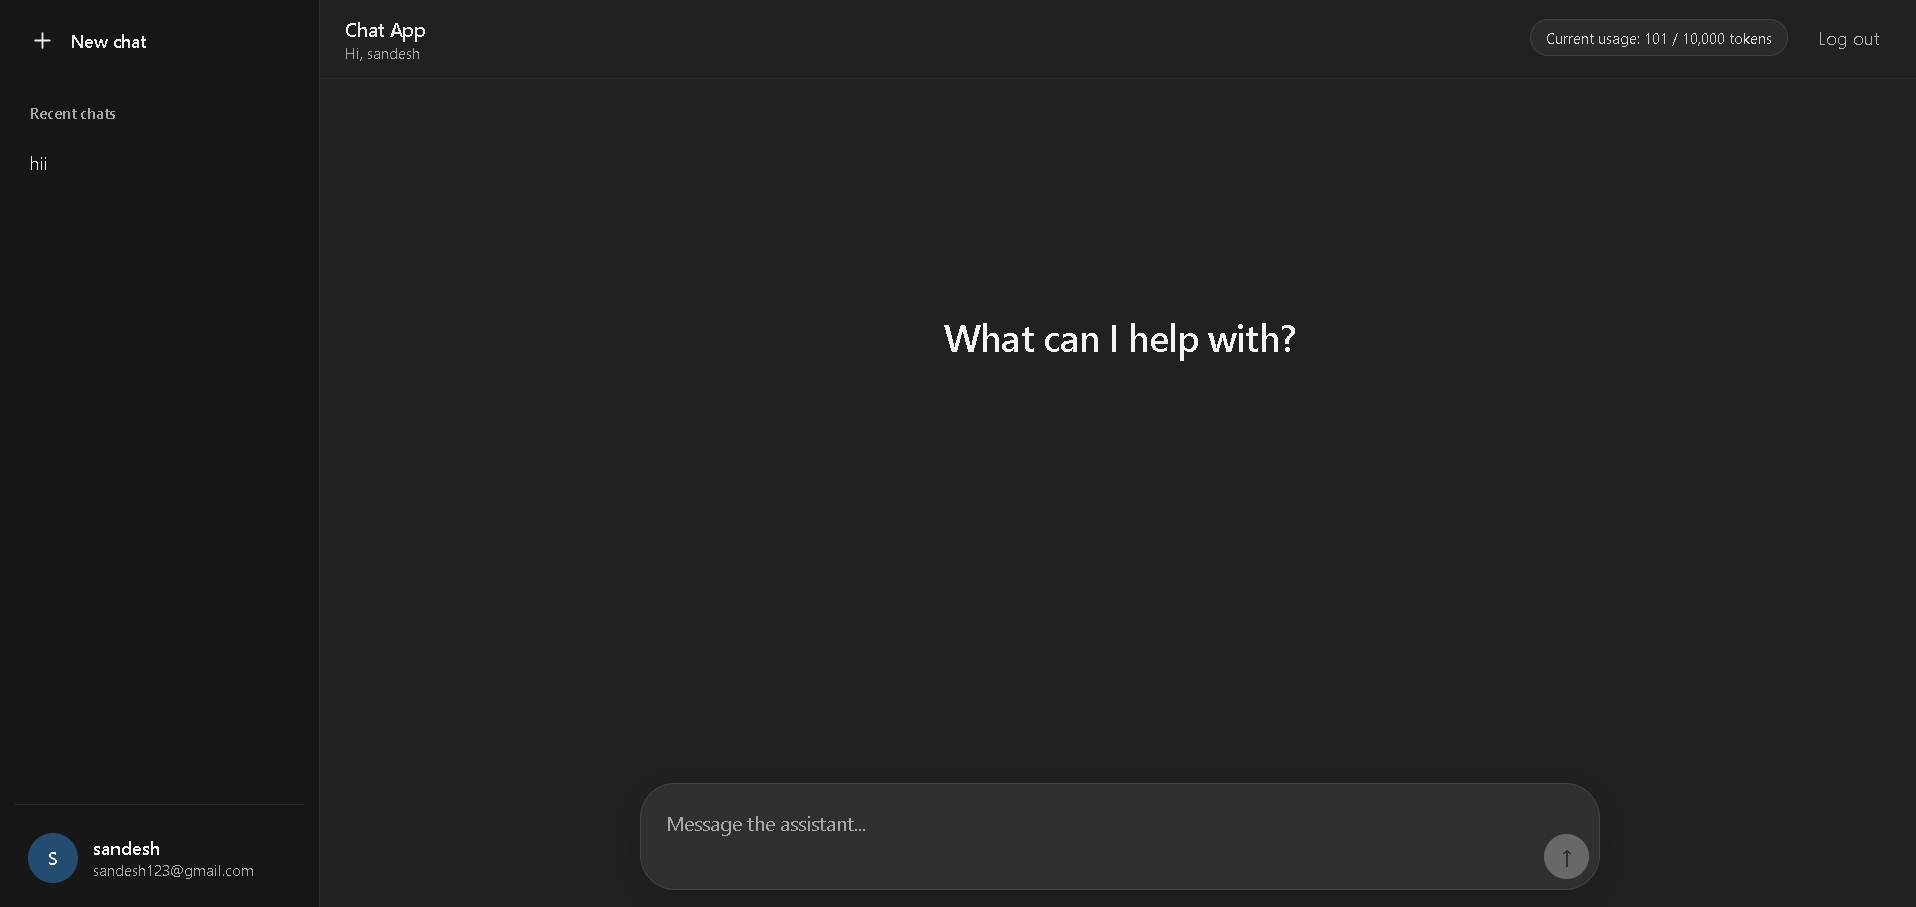 New chat
Recent chats
hii
sandesh
sandesh123@gmail.com
S
Chat App
Hi, sandesh
Current usage: 101 / 10,000 tokens
Log out
What can I help with?
Message the assistant...